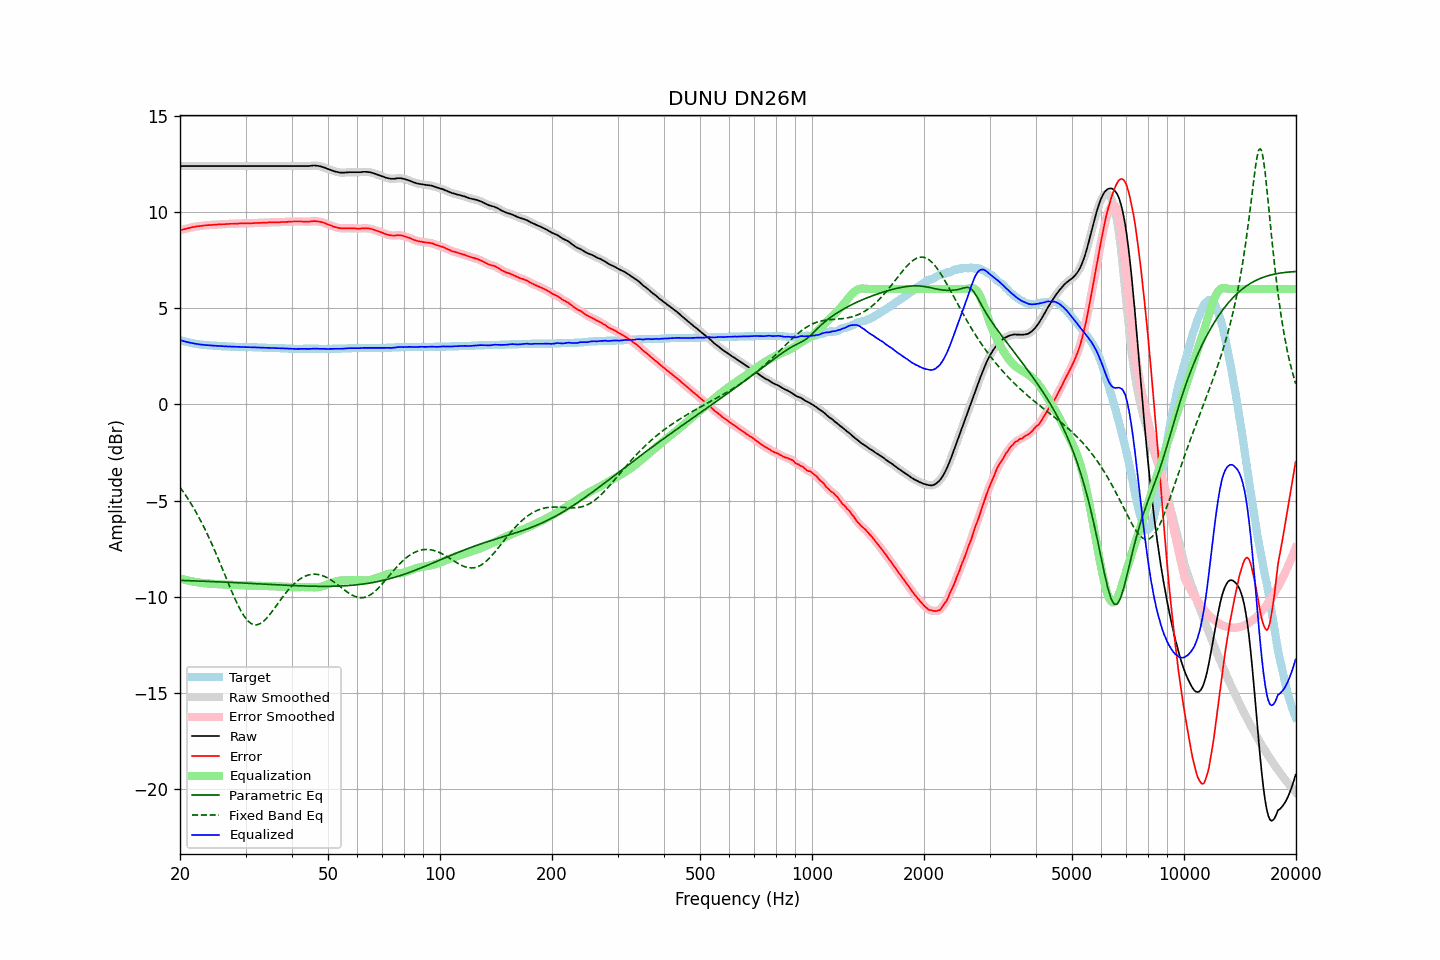 DUNU DN26M
15
10
5
0
−5
−10
−15
−20
Amplitude (dBr)
Target
Raw Smoothed
Error Smoothed
Raw
Error
Equalization
Parametric Eq
Fixed Band Eq
Equalized
20 50 100 200 500 1000 2000 5000 10000 20000
Frequency (Hz)